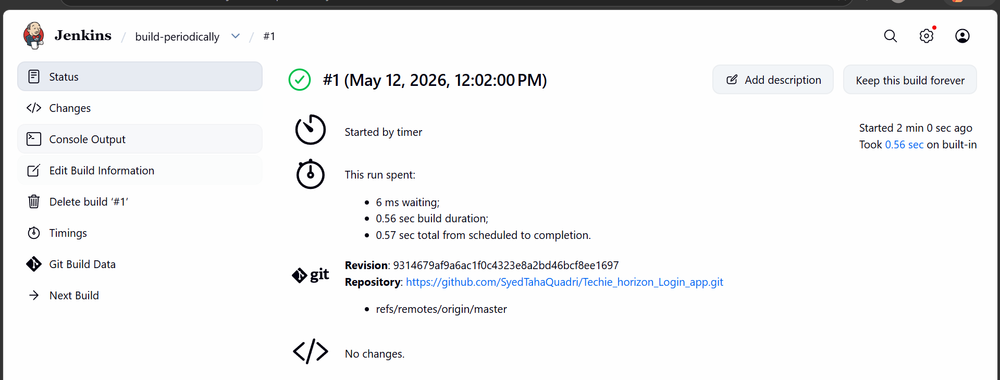 Jenkins / build-periodically / #1
Status
Changes
Console Output
Edit Build Information
Delete build ‘#1’
Timings
Git Build Data
Next Build
#1 (May 12, 2026, 12:02:00 PM)
Add description
Keep this build forever
Started by timer
Started 2 min 0 sec ago
Took 0.56 sec on built-in
This run spent:
6 ms waiting;
0.56 sec build duration;
0.57 sec total from scheduled to completion.
git
Revision: 9314679af9a6ac1f0c4323e8a2bd46bcf8ee1697
Repository: https://github.com/SyedTahaQuadri/Techie_horizon_Login_app.git
refs/remotes/origin/master
No changes.